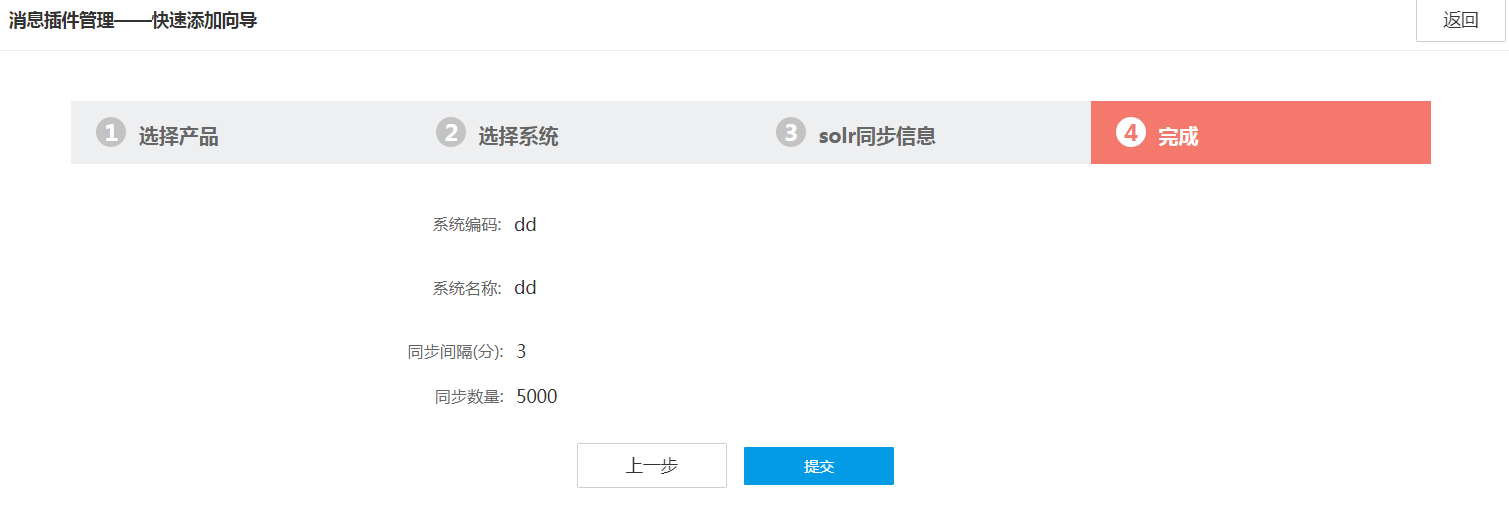 消息插件管理——快速添加向导
返回
1 选择产品 2 选择系统 3 solr同步信息 4 完成
系统编码: dd
系统名称: dd
同步间隔(分): 3
同步数量: 5000
上一步 提交